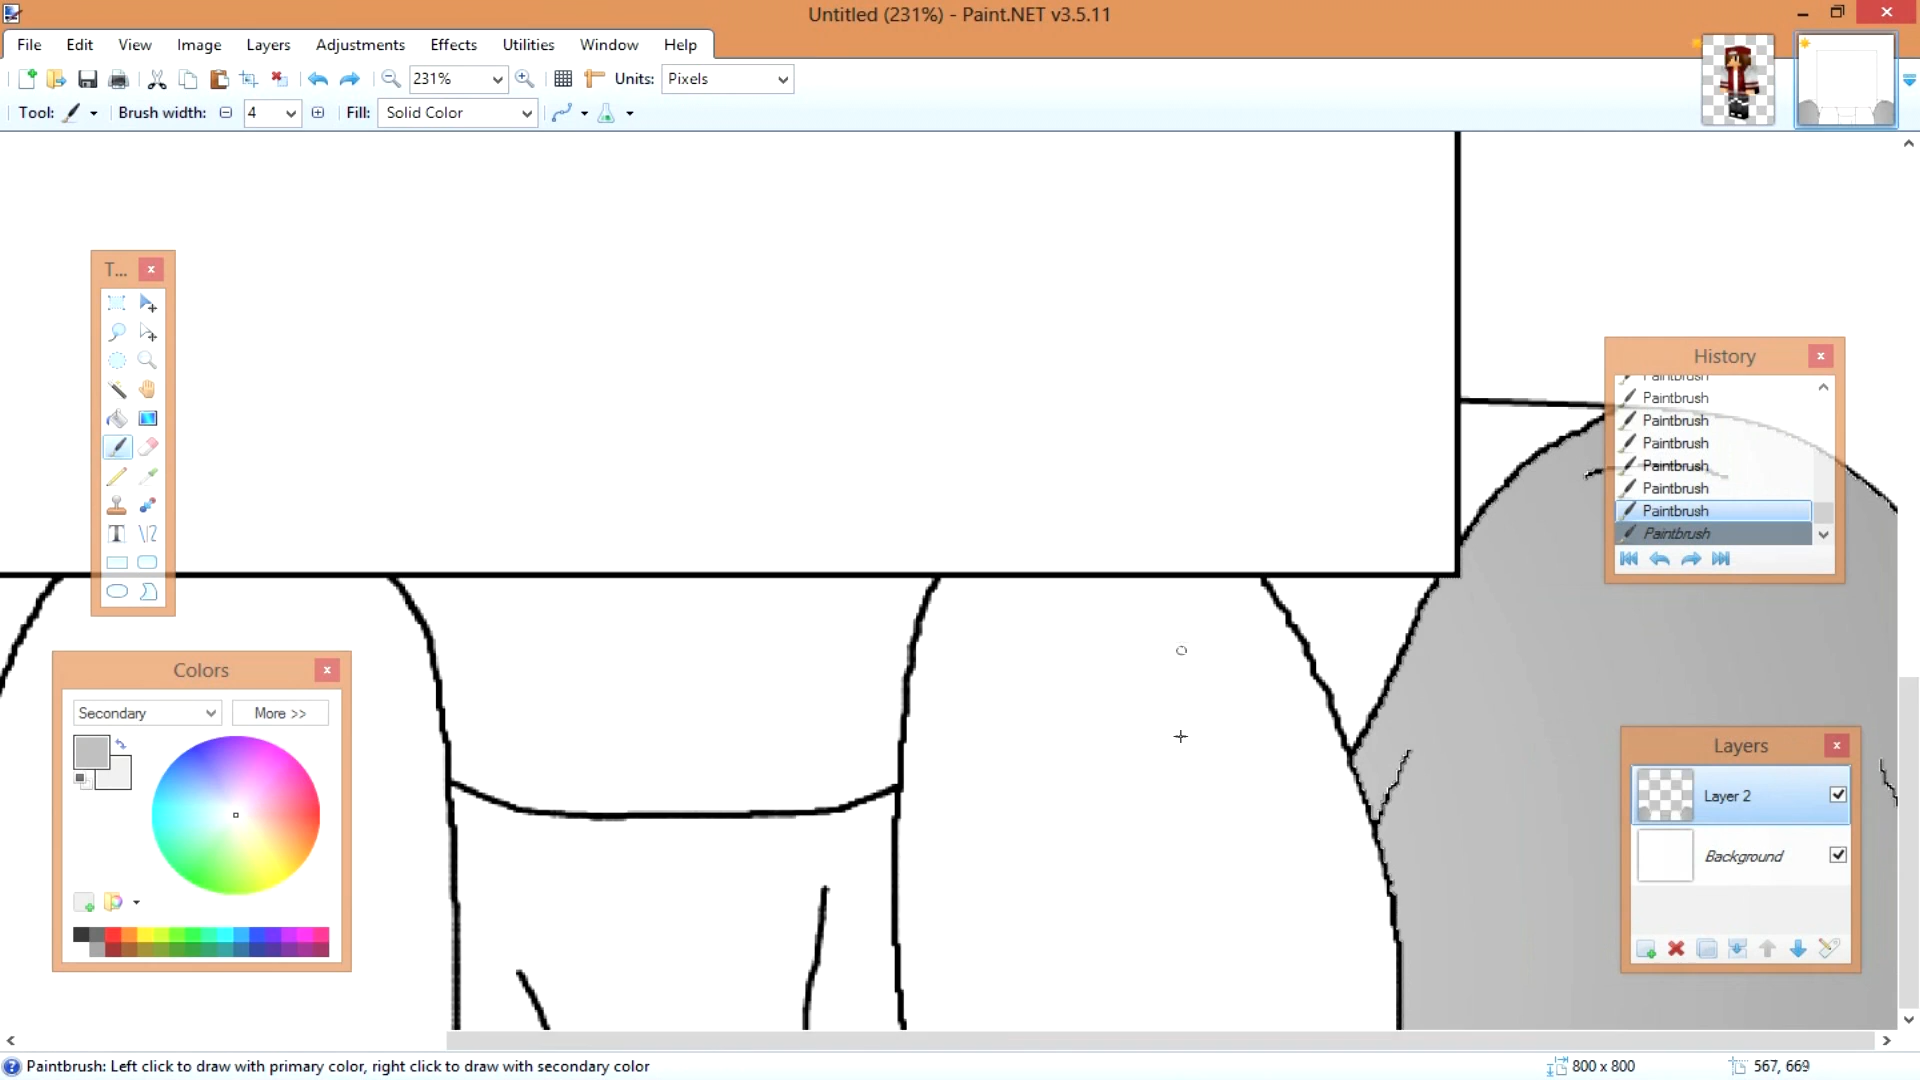 Untitled (231%) - Paint.NET v3.5.11
File Edit View Image Layers Adjustments Effects Utilities Window Help
231% Units: Pixels
Tool: Brush width: 4 Fill: Solid Color
T...
History
Paintbrush
Paintbrush
Paintbrush
Paintbrush
Paintbrush
Paintbrush
Paintbrush
Paintbrush
Colors
Secondary More >>
Layers
Layer 2
Background
Paintbrush: Left click to draw with primary color, right click to draw with secondary color 800 x 800 567, 669